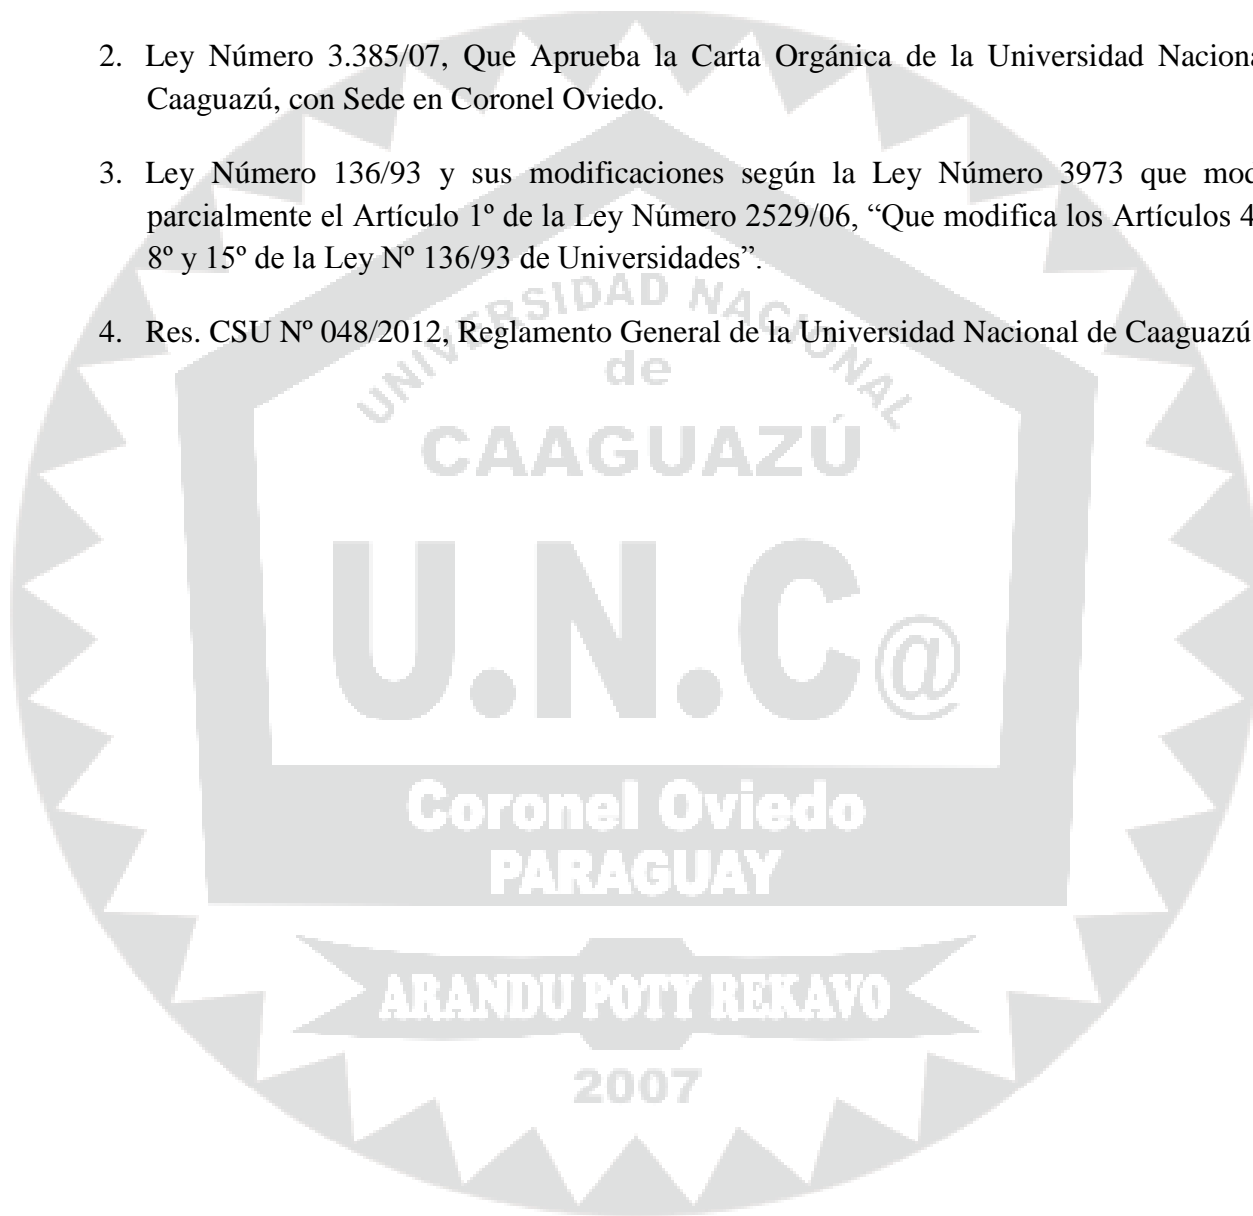 2. Ley Número 3.385/07, Que Aprueba la Carta Orgánica de la Universidad Naciona
Caaguazú, con Sede en Coronel Oviedo.
3. Ley Número 136/93 y sus modificaciones según la Ley Número 3973 que mod
parcialmente el Artículo 1º de la Ley Número 2529/06, “Que modifica los Artículos 4
8º y 15º de la Ley Nº 136/93 de Universidades”.
4. Res. CSU Nº 048/2012, Reglamento General de la Universidad Nacional de Caaguazú
UNIVERSIDAD NACIONAL
de
CAAGUAZÚ
U.N.C@
Coronel Oviedo
PARAGUAY
ARANDU POTY REKAVO
2007